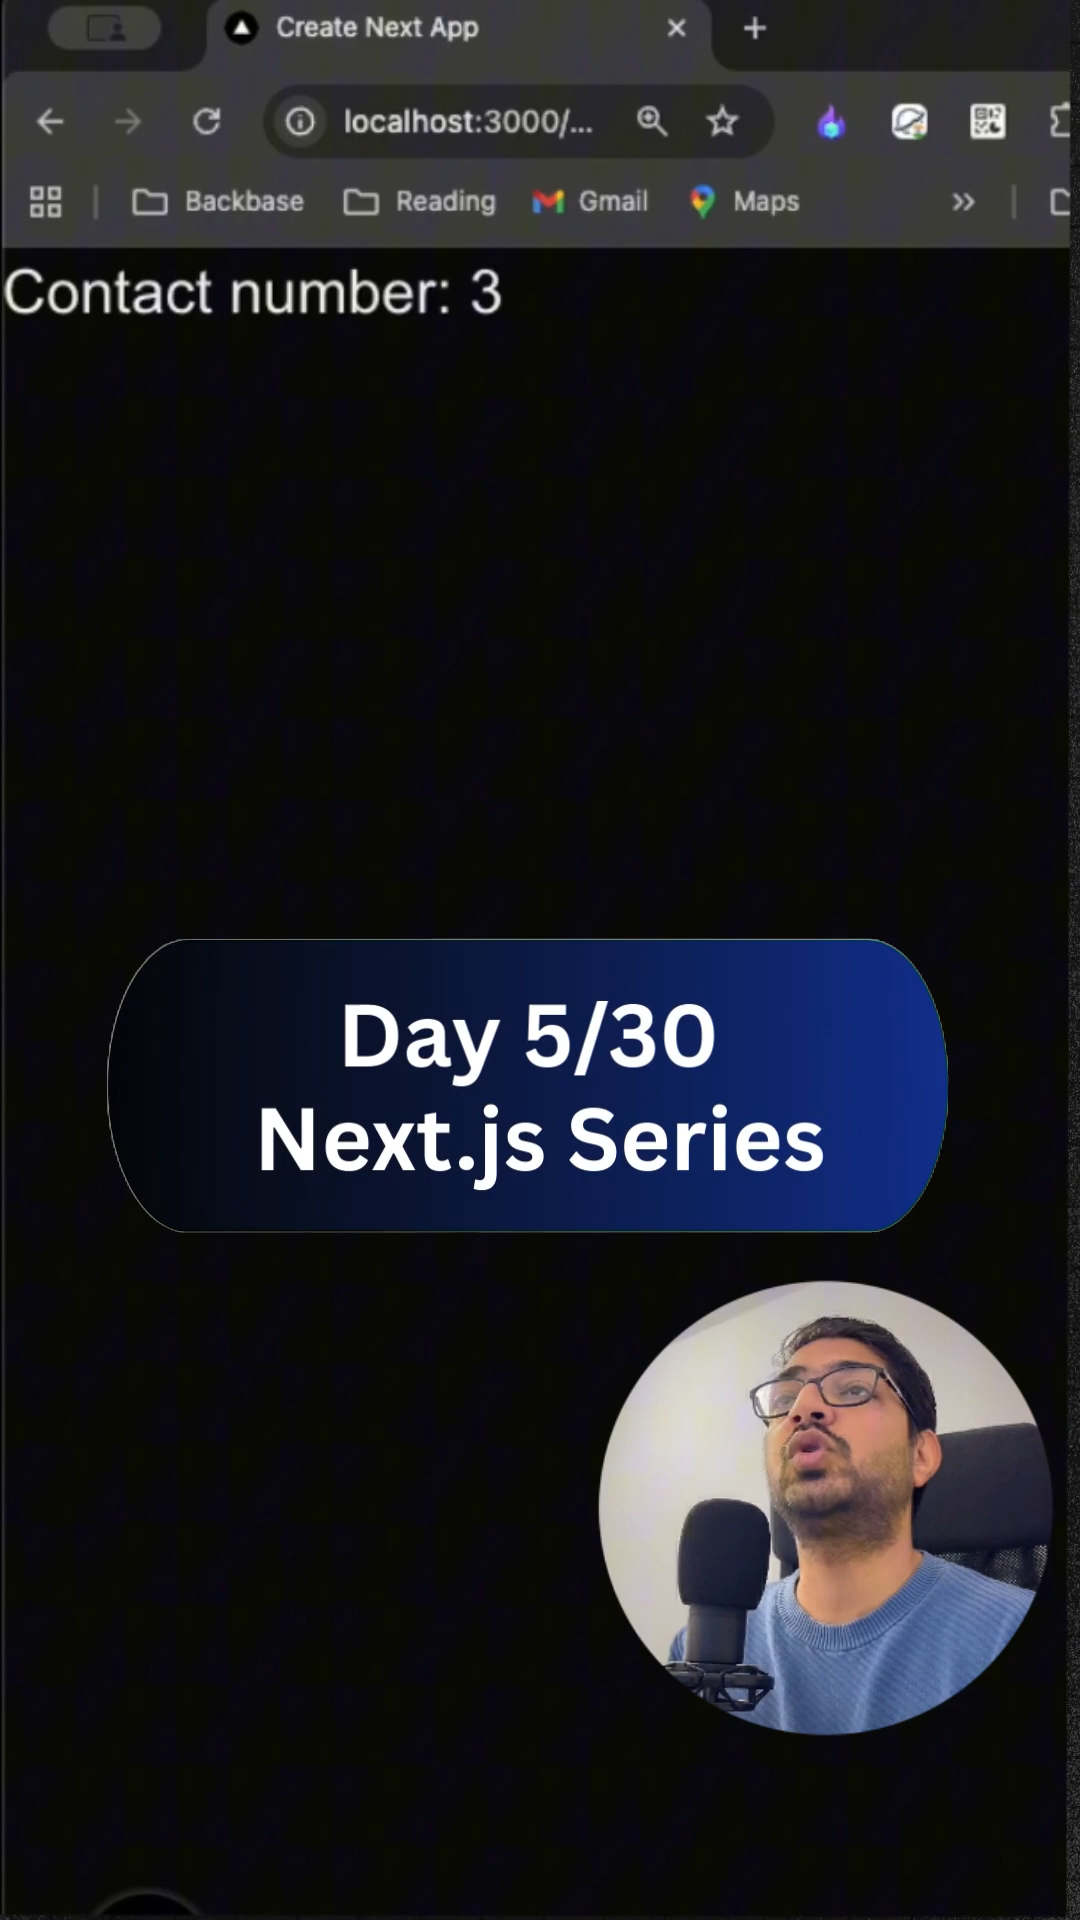 Create Next App
localhost:3000/...
Backbase
Reading
Gmail
Maps
Contact number: 3
Day 5/30
Next.js Series